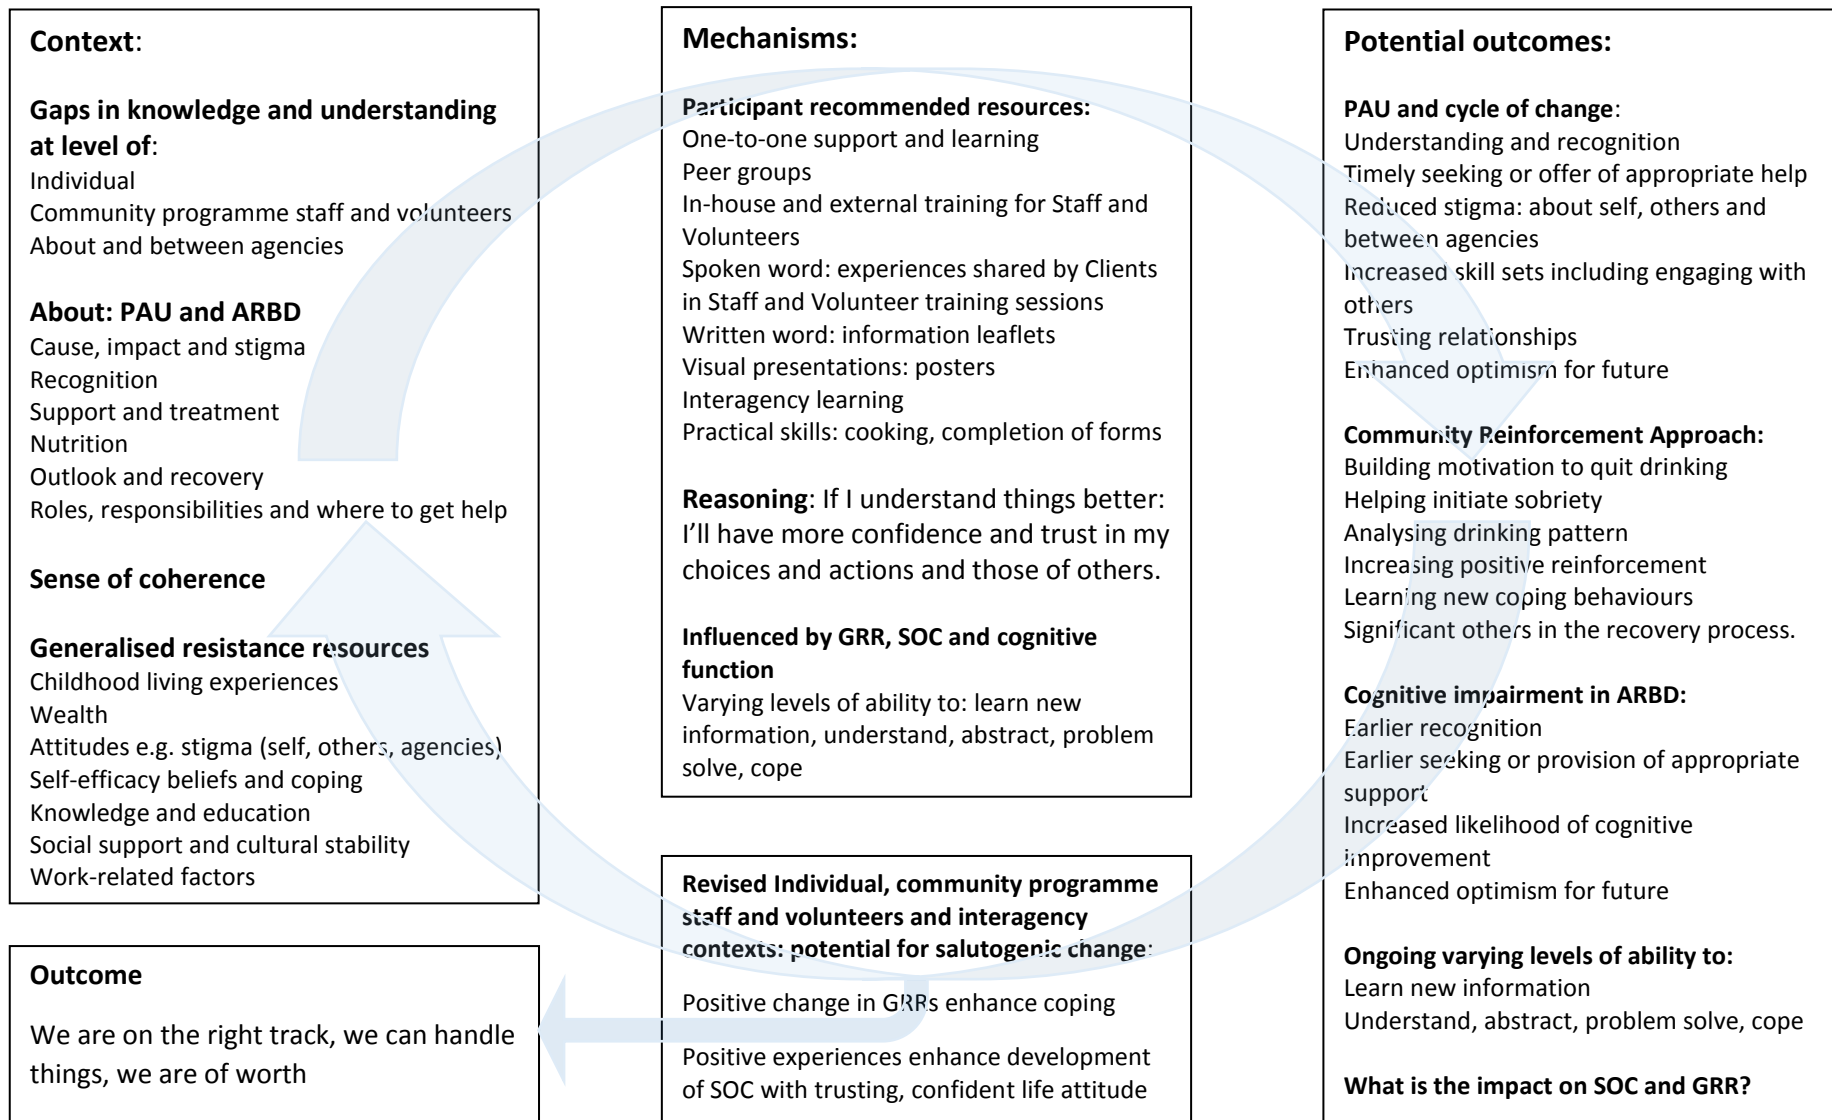 Context:
Gaps in knowledge and understanding
at level of:
Individual
Community programme staff and volunteers
About and between agencies
About: PAU and ARBD
Cause, impact and stigma
Recognition
Support and treatment
Nutrition
Outlook and recovery
Roles, responsibilities and where to get help
Sense of coherence
Generalised resistance resources
Childhood living experiences
Wealth
Attitudes e.g. stigma (self, others, agencies)
Self-efficacy beliefs and coping
Knowledge and education
Social support and cultural stability
Work-related factors
Outcome
We are on the right track, we can handle
things, we are of worth
Mechanisms:
Participant recommended resources:
One-to-one support and learning
Peer groups
In-house and external training for Staff and
Volunteers
Spoken word: experiences shared by Clients
in Staff and Volunteer training sessions
Written word: information leaflets
Visual presentations: posters
Interagency learning
Practical skills: cooking, completion of forms
Reasoning: If I understand things better:
I'll have more confidence and trust in my
choices and actions and those of others.
Influenced by GRR, SOC and cognitive
function
Varying levels of ability to: learn new
information, understand, abstract, problem
solve, cope
Revised Individual, community programme
staff and volunteers and interagency
contexts: potential for salutogenic change:
Positive change in GRRs enhance coping
Positive experiences enhance development
of SOC with trusting, confident life attitude
Potential outcomes:
PAU and cycle of change:
Understanding and recognition
Timely seeking or offer of appropriate help
Reduced stigma: about self, others and
between agencies
Increased skill sets including engaging with
others
Trusting relationships
Enhanced optimism for future
Community Reinforcement Approach:
Building motivation to quit drinking
Helping initiate sobriety
Analysing drinking pattern
Increasing positive reinforcement
Learning new coping behaviours
Significant others in the recovery process.
Cognitive impairment in ARBD:
Earlier recognition
Earlier seeking or provision of appropriate
support
Increased likelihood of cognitive
improvement
Enhanced optimism for future
Ongoing varying levels of ability to:
Learn new information
Understand, abstract, problem solve, cope
What is the impact on SOC and GRR?